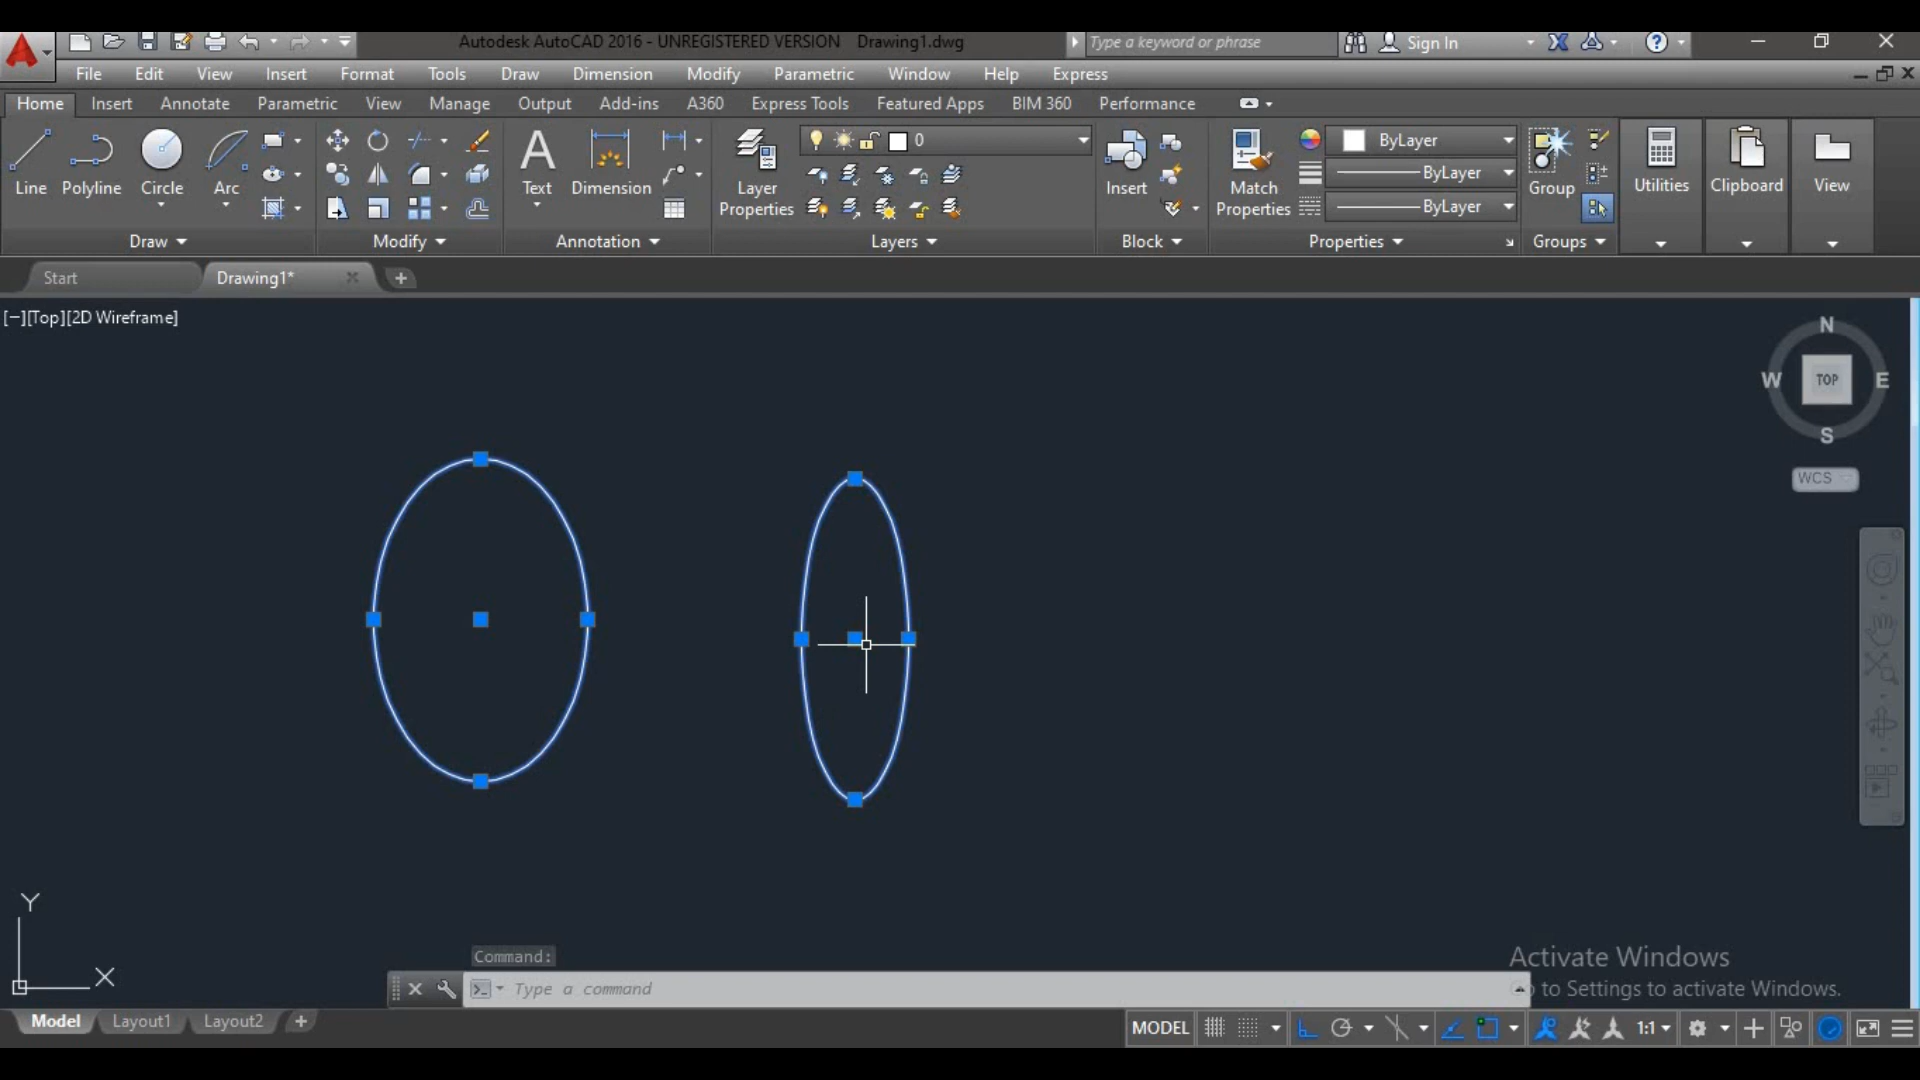 Autodesk AutoCAD 2016 - UNREGISTERED VERSION Drawing1.dwg
Type a keyword or phrase
Sign In
File Edit View Insert Format Tools Draw Dimension Modify Parametric Window Help Express
Home Insert Annotate Parametric View Manage Output Add-ins A360 Express Tools Featured Apps BIM 360 Performance
0
ByLayer
ByLayer
ByLayer
Line Polyline Circle Arc
Text Dimension
Layer Properties
Insert
Match Properties
Group
Utilities
Clipboard
View
Draw Modify Annotation Layers Block Properties Groups
Start Drawing1*
[−][Top][2D Wireframe]
N
W TOP E
S
WCS
Y
X
Command:
Type a command
Activate Windows
to Settings to activate Windows.
Model Layout1 Layout2
MODEL
1:1